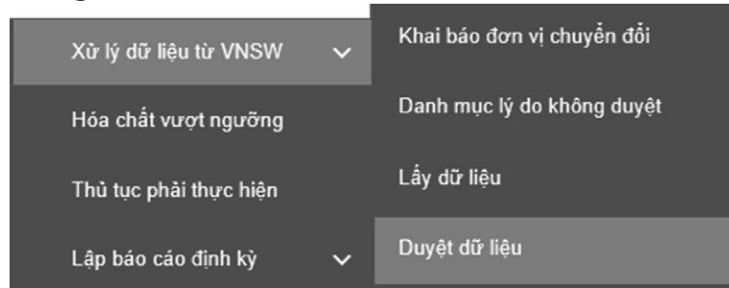 Xử lý dữ liệu từ VNSW
Hóa chất vượt ngưỡng
Thủ tục phải thực hiện
Lập báo cáo định kỳ
Khai báo đơn vị chuyển đổi
Danh mục lý do không duyệt
Lấy dữ liệu
Duyệt dữ liệu